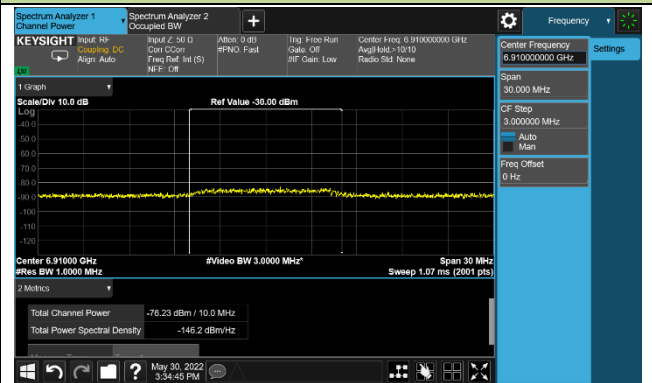 Spectrum Analyzer 1
Channel Power
Spectrum Analyzer 2
Occupied BW
+
Frequency
KEYSIGHT
Input: RF
Coupling: DC
Align: Auto
Input Z: 50 Ω
Corr CCorr
Freq Ref: Int (S)
NFE: Off
Atten: 0 dB
#PNO: Fast
Trig: Free Run
Gate: Off
#IF Gain: Low
Center Freq: 6.910000000 GHz
Avg|Hold:>10/10
Radio Std: None
LW
Center Frequency
6.910000000 GHz
Settings
Span
30.000 MHz
CF Step
3.000000 MHz
Auto
Man
Freq Offset
0 Hz
1 Graph
Scale/Div 10.0 dB
Ref Value -30.00 dBm
Log
-40.0
-50.0
-60.0
-70.0
-80.0
-90.0
-100
-110
-120
Center 6.91000 GHz
#Video BW 3.0000 MHz*
Span 30 MHz
#Res BW 1.0000 MHz
Sweep 1.07 ms (2001 pts)
2 Metrics
Total Channel Power
-76.23 dBm / 10.0 MHz
Total Power Spectral Density
-146.2 dBm/Hz
?
May 30, 2022
3:34:45 PM